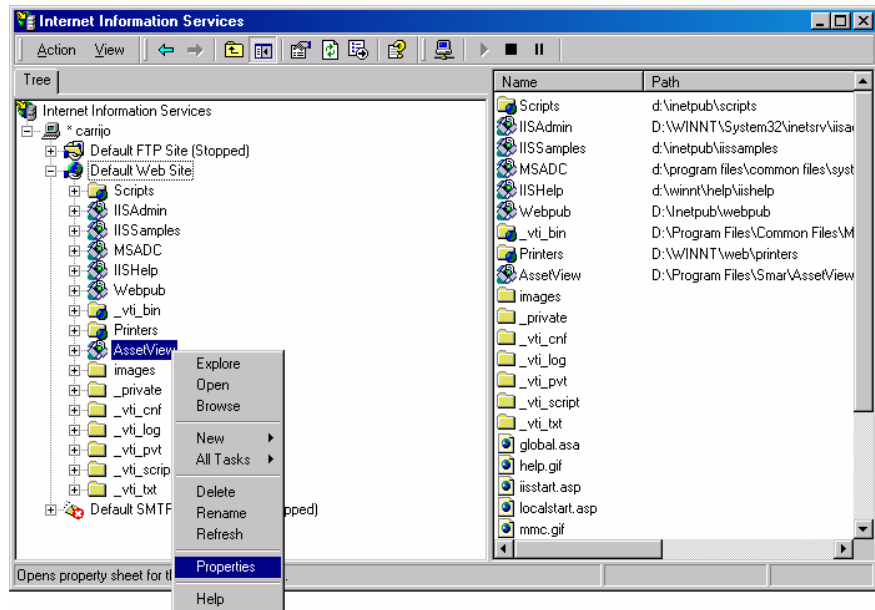 Internet Information Services
Action View
Tree
Internet Information Services
* carrijo
Default FTP Site (Stopped)
Default Web Site
Scripts
IISAdmin
IISSamples
MSADC
IISHelp
Webpub
_vti_bin
Printers
AssetView
images
_private
_vti_cnf
_vti_log
_vti_pvt
_vti_scrip
_vti_txt
Default SMTP pped)
Explore
Open
Browse
New
All Tasks
Delete
Rename
Refresh
Properties
Help
Name Path
Scripts d:\inetpub\scripts
IISAdmin D:\WINNT\System32\inetsrv\iisa
IISSamples d:\inetpub\iissamples
MSADC d:\program files\common files\syst
IISHelp d:\winnt\help\iishelp
Webpub D:\Inetpub\webpub
_vti_bin D:\Program Files\Common Files\M
Printers D:\WINNT\web\printers
AssetView D:\Program Files\Smar\AssetView
images
_private
_vti_cnf
_vti_log
_vti_pvt
_vti_script
_vti_txt
global.asa
help.gif
iisstart.asp
localstart.asp
mmc.gif
Opens property sheet for t